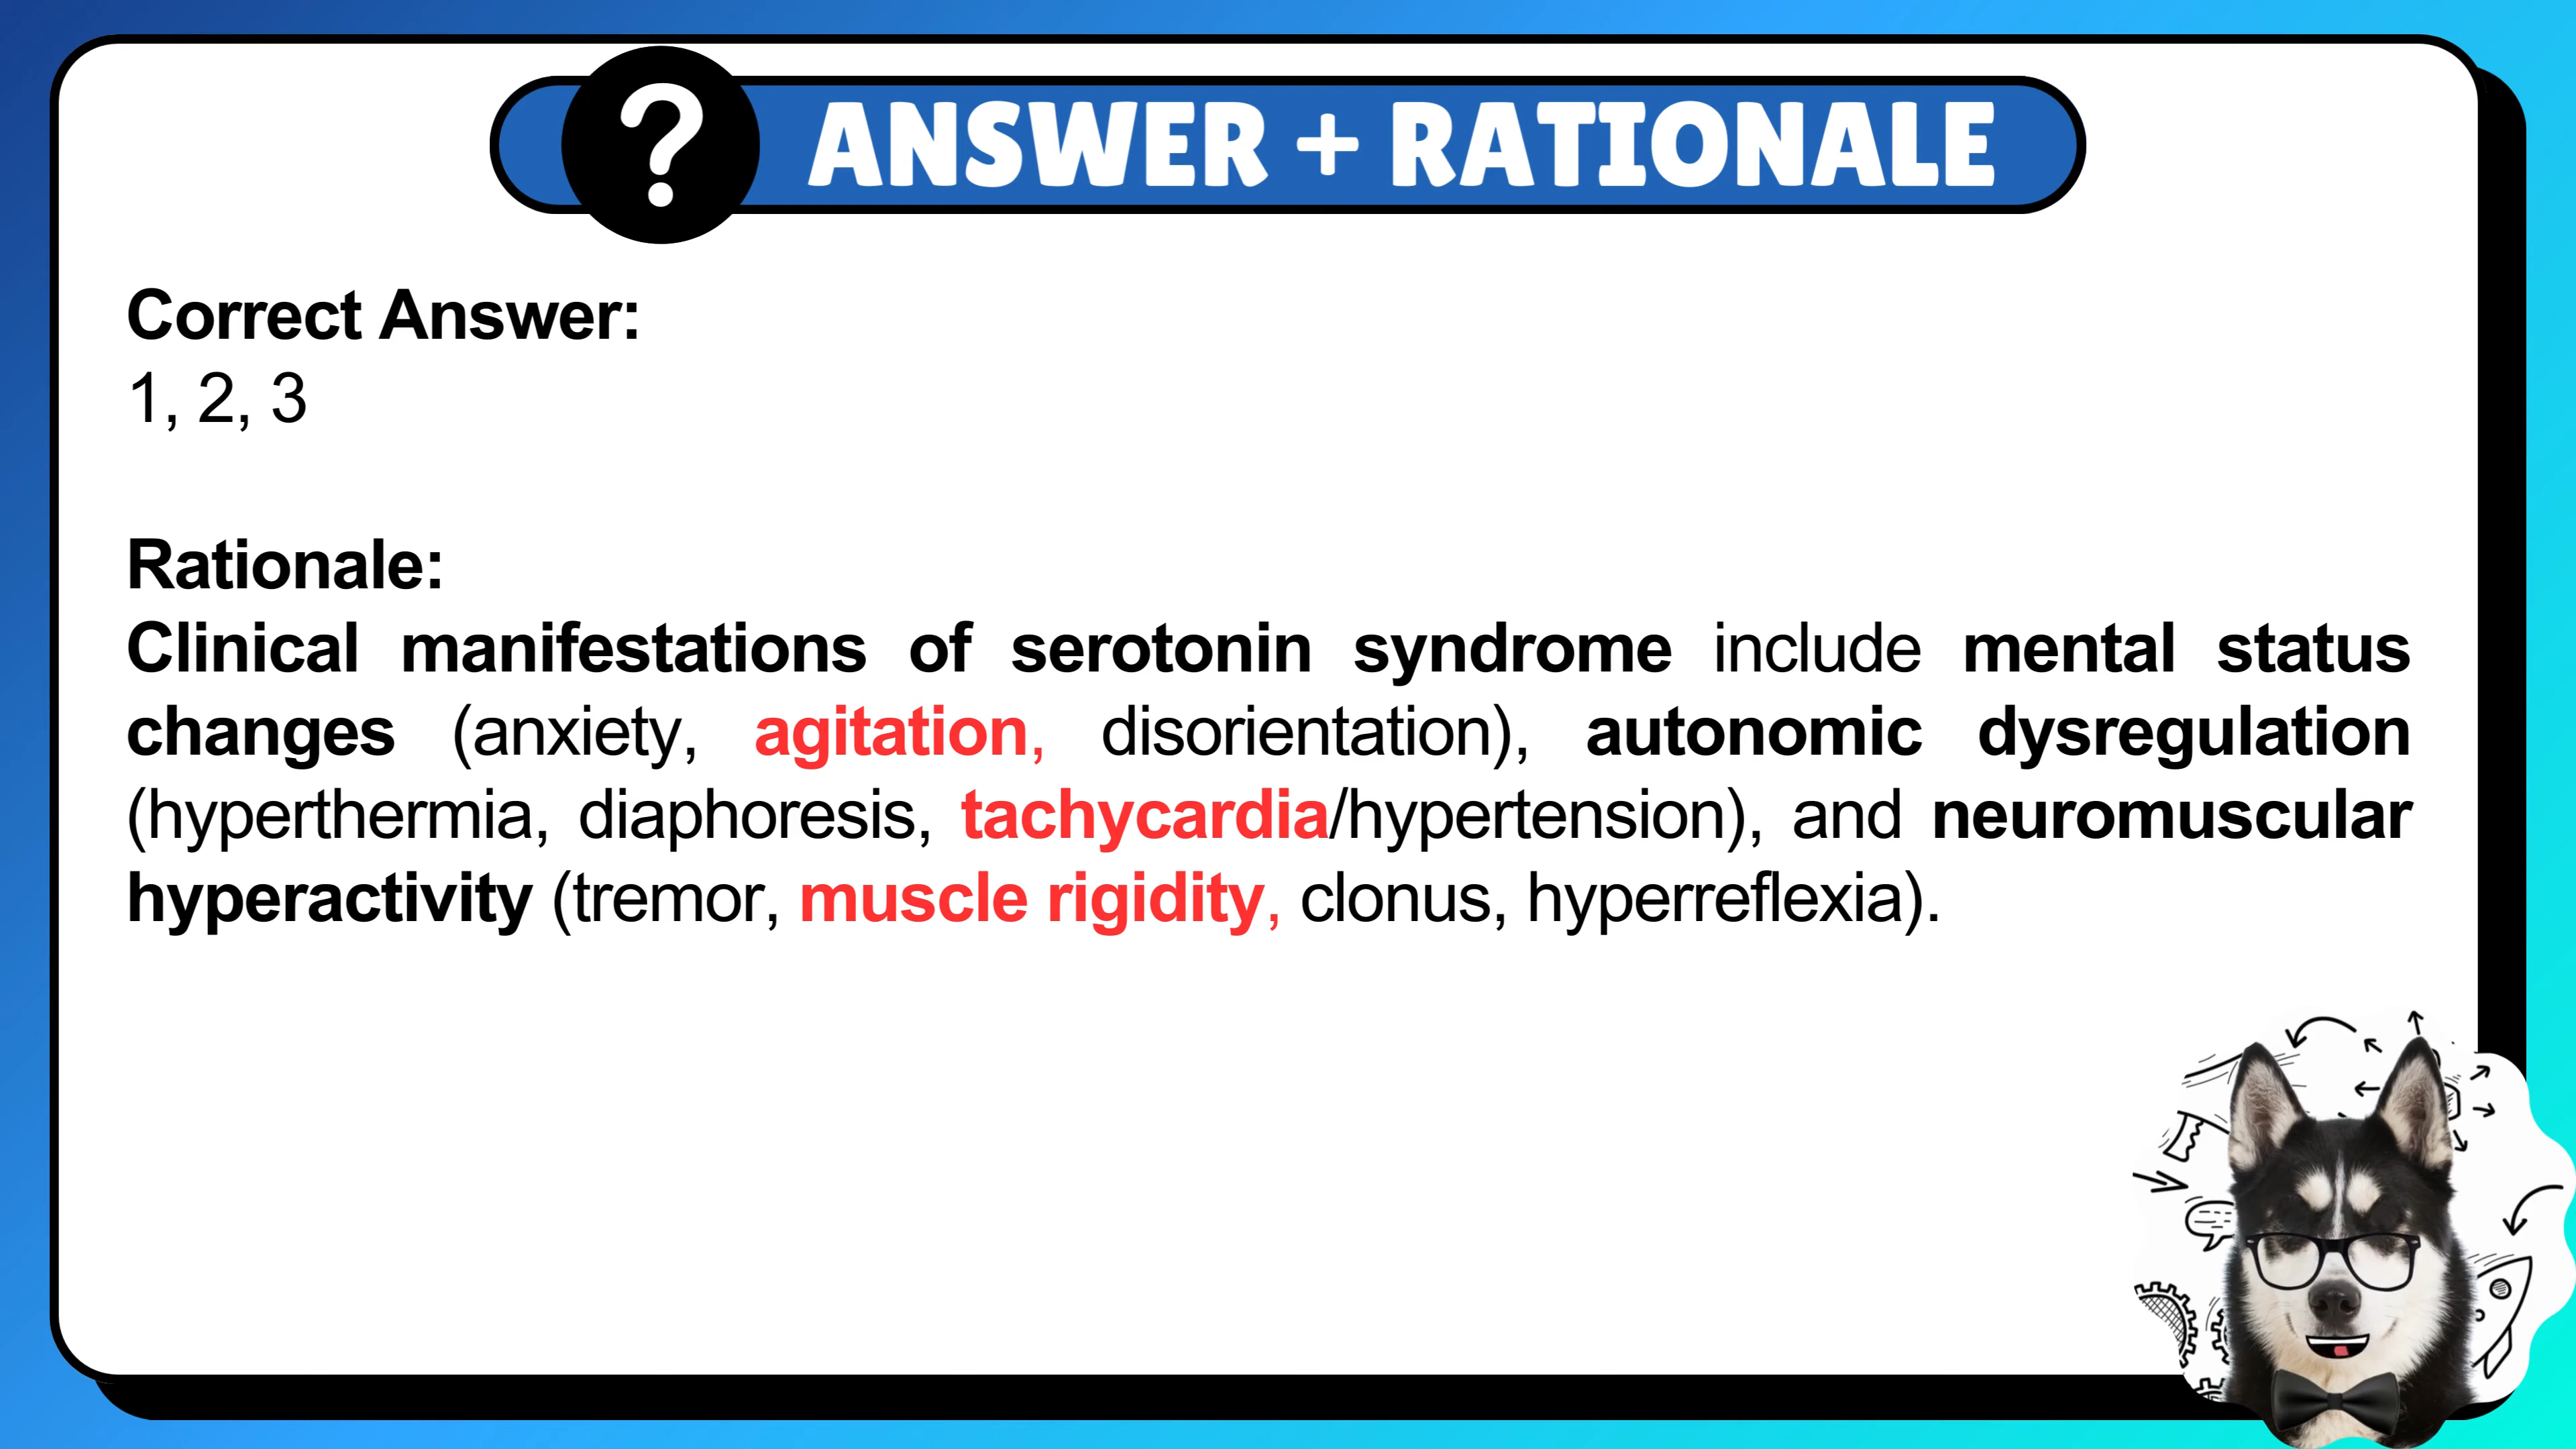 ? ANSWER + RATIONALE
Correct Answer:
1, 2, 3
Rationale:
Clinical manifestations of serotonin syndrome include mental status
changes (anxiety, agitation, disorientation), autonomic dysregulation
(hyperthermia, diaphoresis, tachycardia/hypertension), and neuromuscular
hyperactivity (tremor, muscle rigidity, clonus, hyperreflexia).